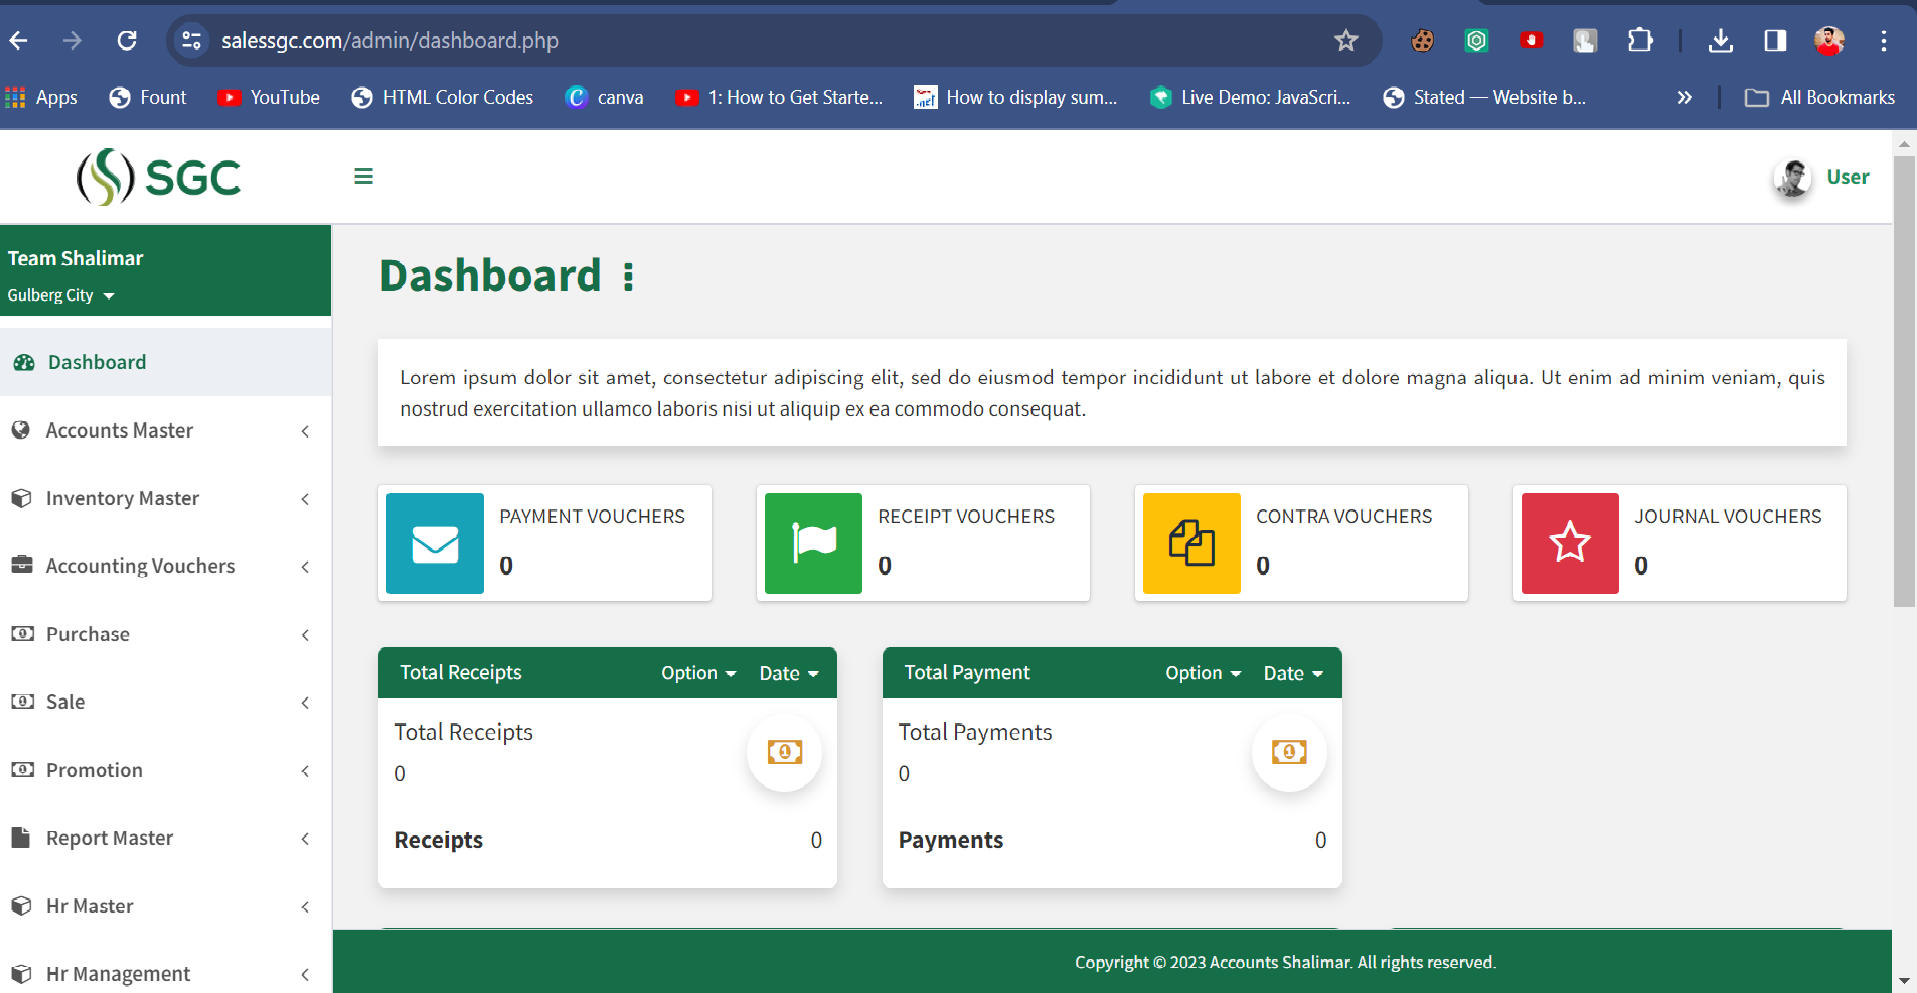 salessgc.com/admin/dashboard.php
Apps Fount YouTube HTML Color Codes canva 1: How to Get Starte... How to display sum... Live Demo: JavaScri... Stated — Website b... » All Bookmarks
SGC
User
Team Shalimar
Gulberg City
Dashboard
Accounts Master
Inventory Master
Accounting Vouchers
Purchase
Sale
Promotion
Report Master
Hr Master
Hr Management
Dashboard
Lorem ipsum dolor sit amet, consectetur adipiscing elit, sed do eiusmod tempor incididunt ut labore et dolore magna aliqua. Ut enim ad minim veniam, quis
nostrud exercitation ullamco laboris nisi ut aliquip ex ea commodo consequat.
PAYMENT VOUCHERS
0
RECEIPT VOUCHERS
0
CONTRA VOUCHERS
0
JOURNAL VOUCHERS
0
Total Receipts Option Date
Total Receipts
0
Receipts 0
Total Payment Option Date
Total Payments
0
Payments 0
Copyright © 2023 Accounts Shalimar. All rights reserved.